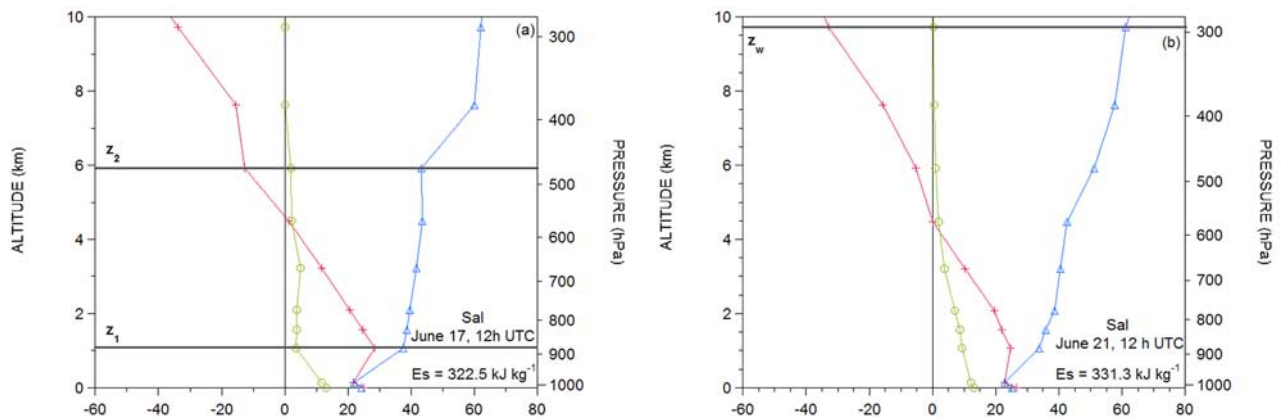 (a)
ALTITUDE (km)
10
8
6
4
2
0
z2
z1
Sal
June 17, 12h UTC
Es = 322.5 kJ kg-1
300
400
500
600
700
800
900
1000
PRESSURE (hPa)
-60 -40 -20 0 20 40 60 80
(b)
ALTITUDE (km)
10
8
6
4
2
0
zw
Sal
June 21, 12 h UTC
Es = 331.3 kJ kg-1
300
400
500
600
700
800
900
1000
PRESSURE (hPa)
-60 -40 -20 0 20 40 60 80